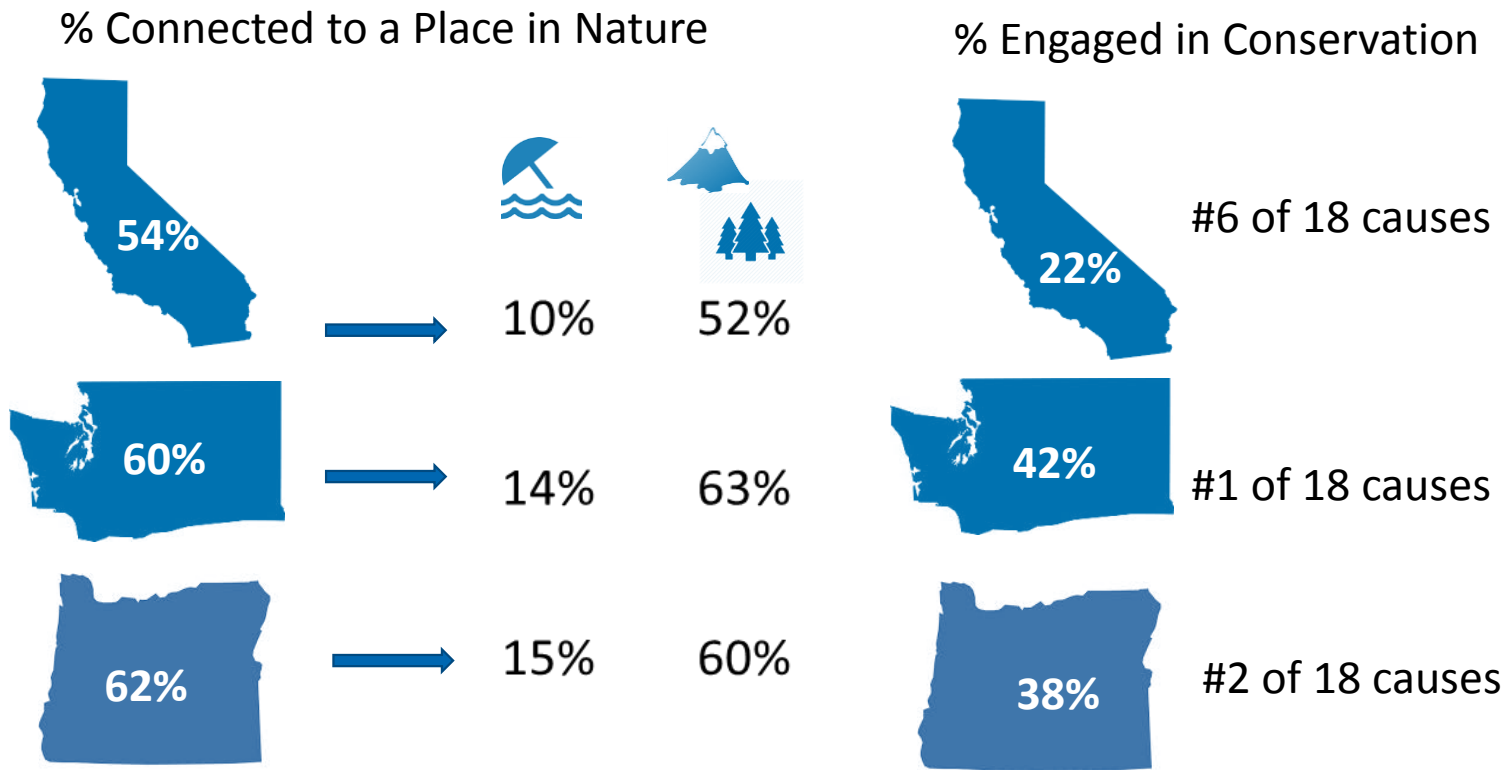 % Connected to a Place in Nature
% Engaged in Conservation
54%
10% 52%
22%
#6 of 18 causes
60%
14% 63%
42%
#1 of 18 causes
62%
15% 60%
38%
#2 of 18 causes